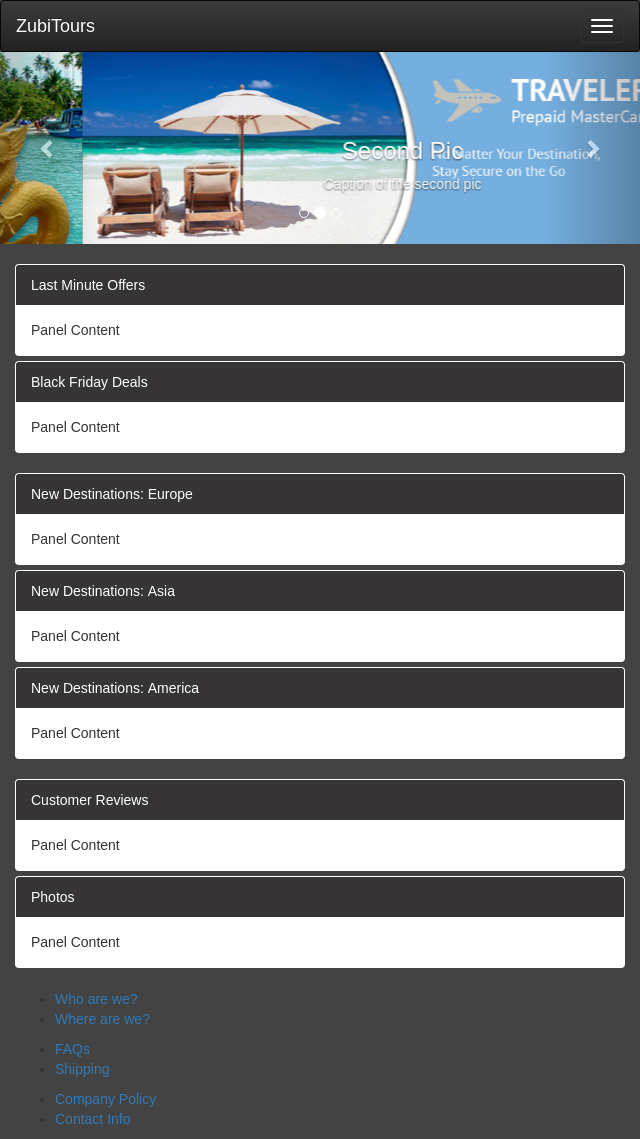 ZubiTours
TRAVELER
Prepaid MasterCar
Second Pic
No Matter Your Destination,
Stay Secure on the Go
Caption of the second pic
Last Minute Offers
Panel Content
Black Friday Deals
Panel Content
New Destinations: Europe
Panel Content
New Destinations: Asia
Panel Content
New Destinations: America
Panel Content
Customer Reviews
Panel Content
Photos
Panel Content
Who are we?
Where are we?
FAQs
Shipping
Company Policy
Contact Info